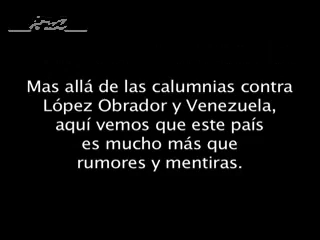 Mas allá de las calumnias contra
López Obrador y Venezuela,
aquí vemos que este país
es mucho más que
rumores y mentiras.